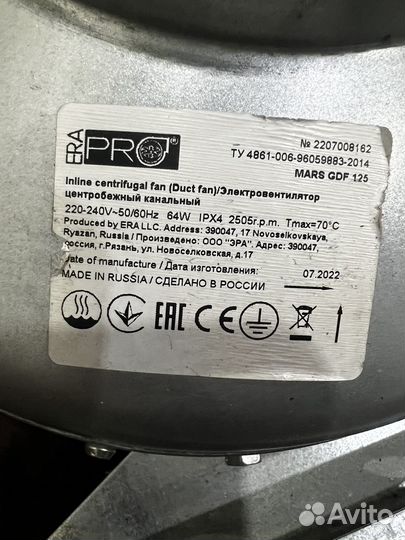 ERA PRO
№ 2207008162
ТУ 4861-006-96059883-2014
MARS GDF 125
Inline centrifugal fan (Duct fan)/Электровентилятор
центробежный канальный
220-240V~50/60Hz 64W IPX4 2505r.p.m. Tmax=70°C
Produced by ERA LLC. Address: 390047, 17 Novoselkovskaya,
Ryazan, Russia / Произведено: ООО "ЭРА", Адрес: 390047,
Россия, г.Рязань, ул. Новоселковская, д.17
Date of manufacture / Дата изготовления: 07.2022
MADE IN RUSSIA / СДЕЛАНО В РОССИИ
EAC CE
Avito